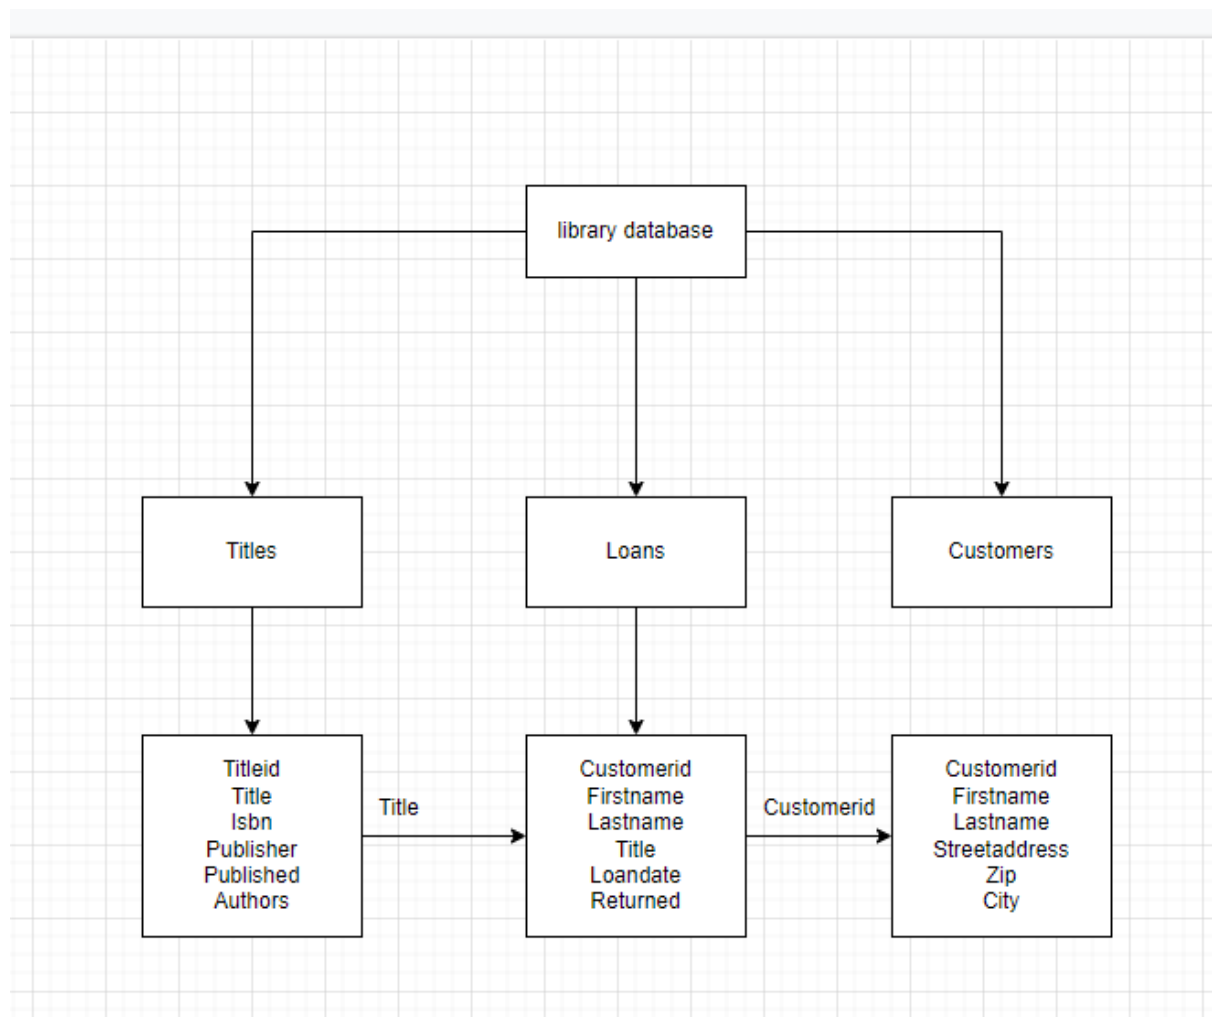 library database
Titles
Loans
Customers
Titleid
Title
Isbn
Publisher
Published
Authors
Title
Customerid
Firstname
Lastname
Title
Loandate
Returned
Customerid
Customerid
Firstname
Lastname
Streetaddress
Zip
City